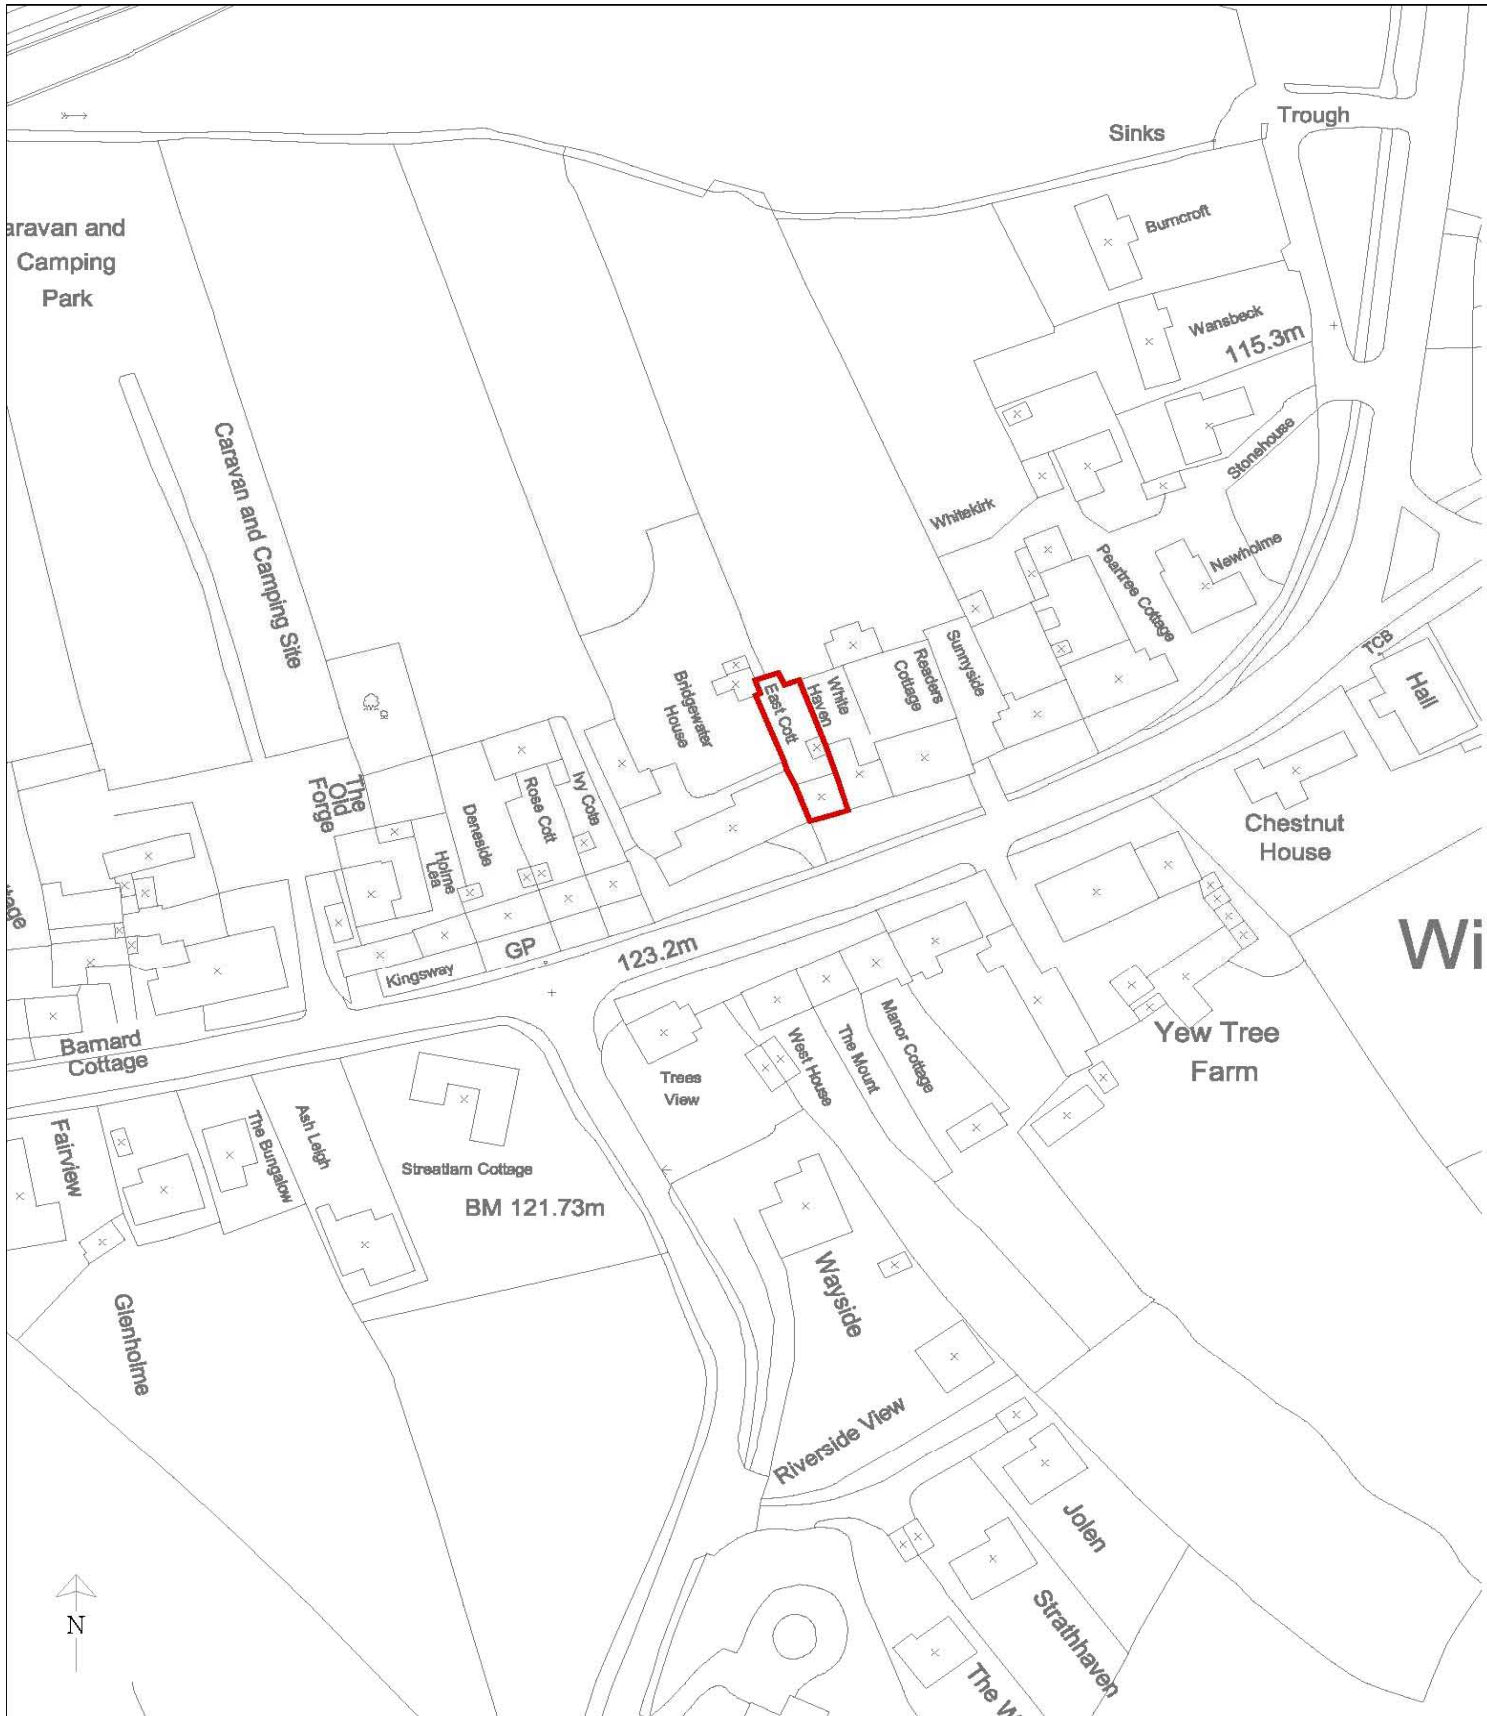 Trough
Sinks
aravan and
Camping
Park
Burncroft
Wansbeck
115.3m
Caravan and Camping Site
Stonehouse
Whitekirk
Newholme
Peartree Cottage
TCB
Hall
Sunnyside
Readers
Cottage
White
Haven
East Cott
Bridgewater
House
Ivy Cote
Rose Cott
Deneside
Holme
Lea
The
Old
Forge
Chestnut
House
ttage
GP
123.2m
Kingsway
Wi
Barnard
Cottage
Yew Tree
Farm
Manor Cottage
The Mount
West House
Trees
View
Fairview
The Bungalow
Ash Leigh
Streatlam Cottage
BM 121.73m
Wayside
Glenholme
Riverside View
Jolen
Strathhaven
The W
N